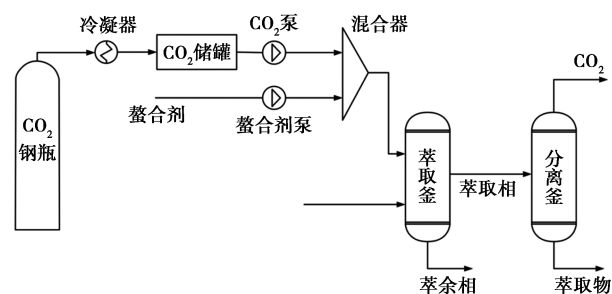 冷凝器
CO₂泵
混合器
CO₂储罐
螯合剂
螯合剂泵
CO₂
钢瓶
萃取釜
萃取相
分离釜
CO₂
萃余相
萃取物